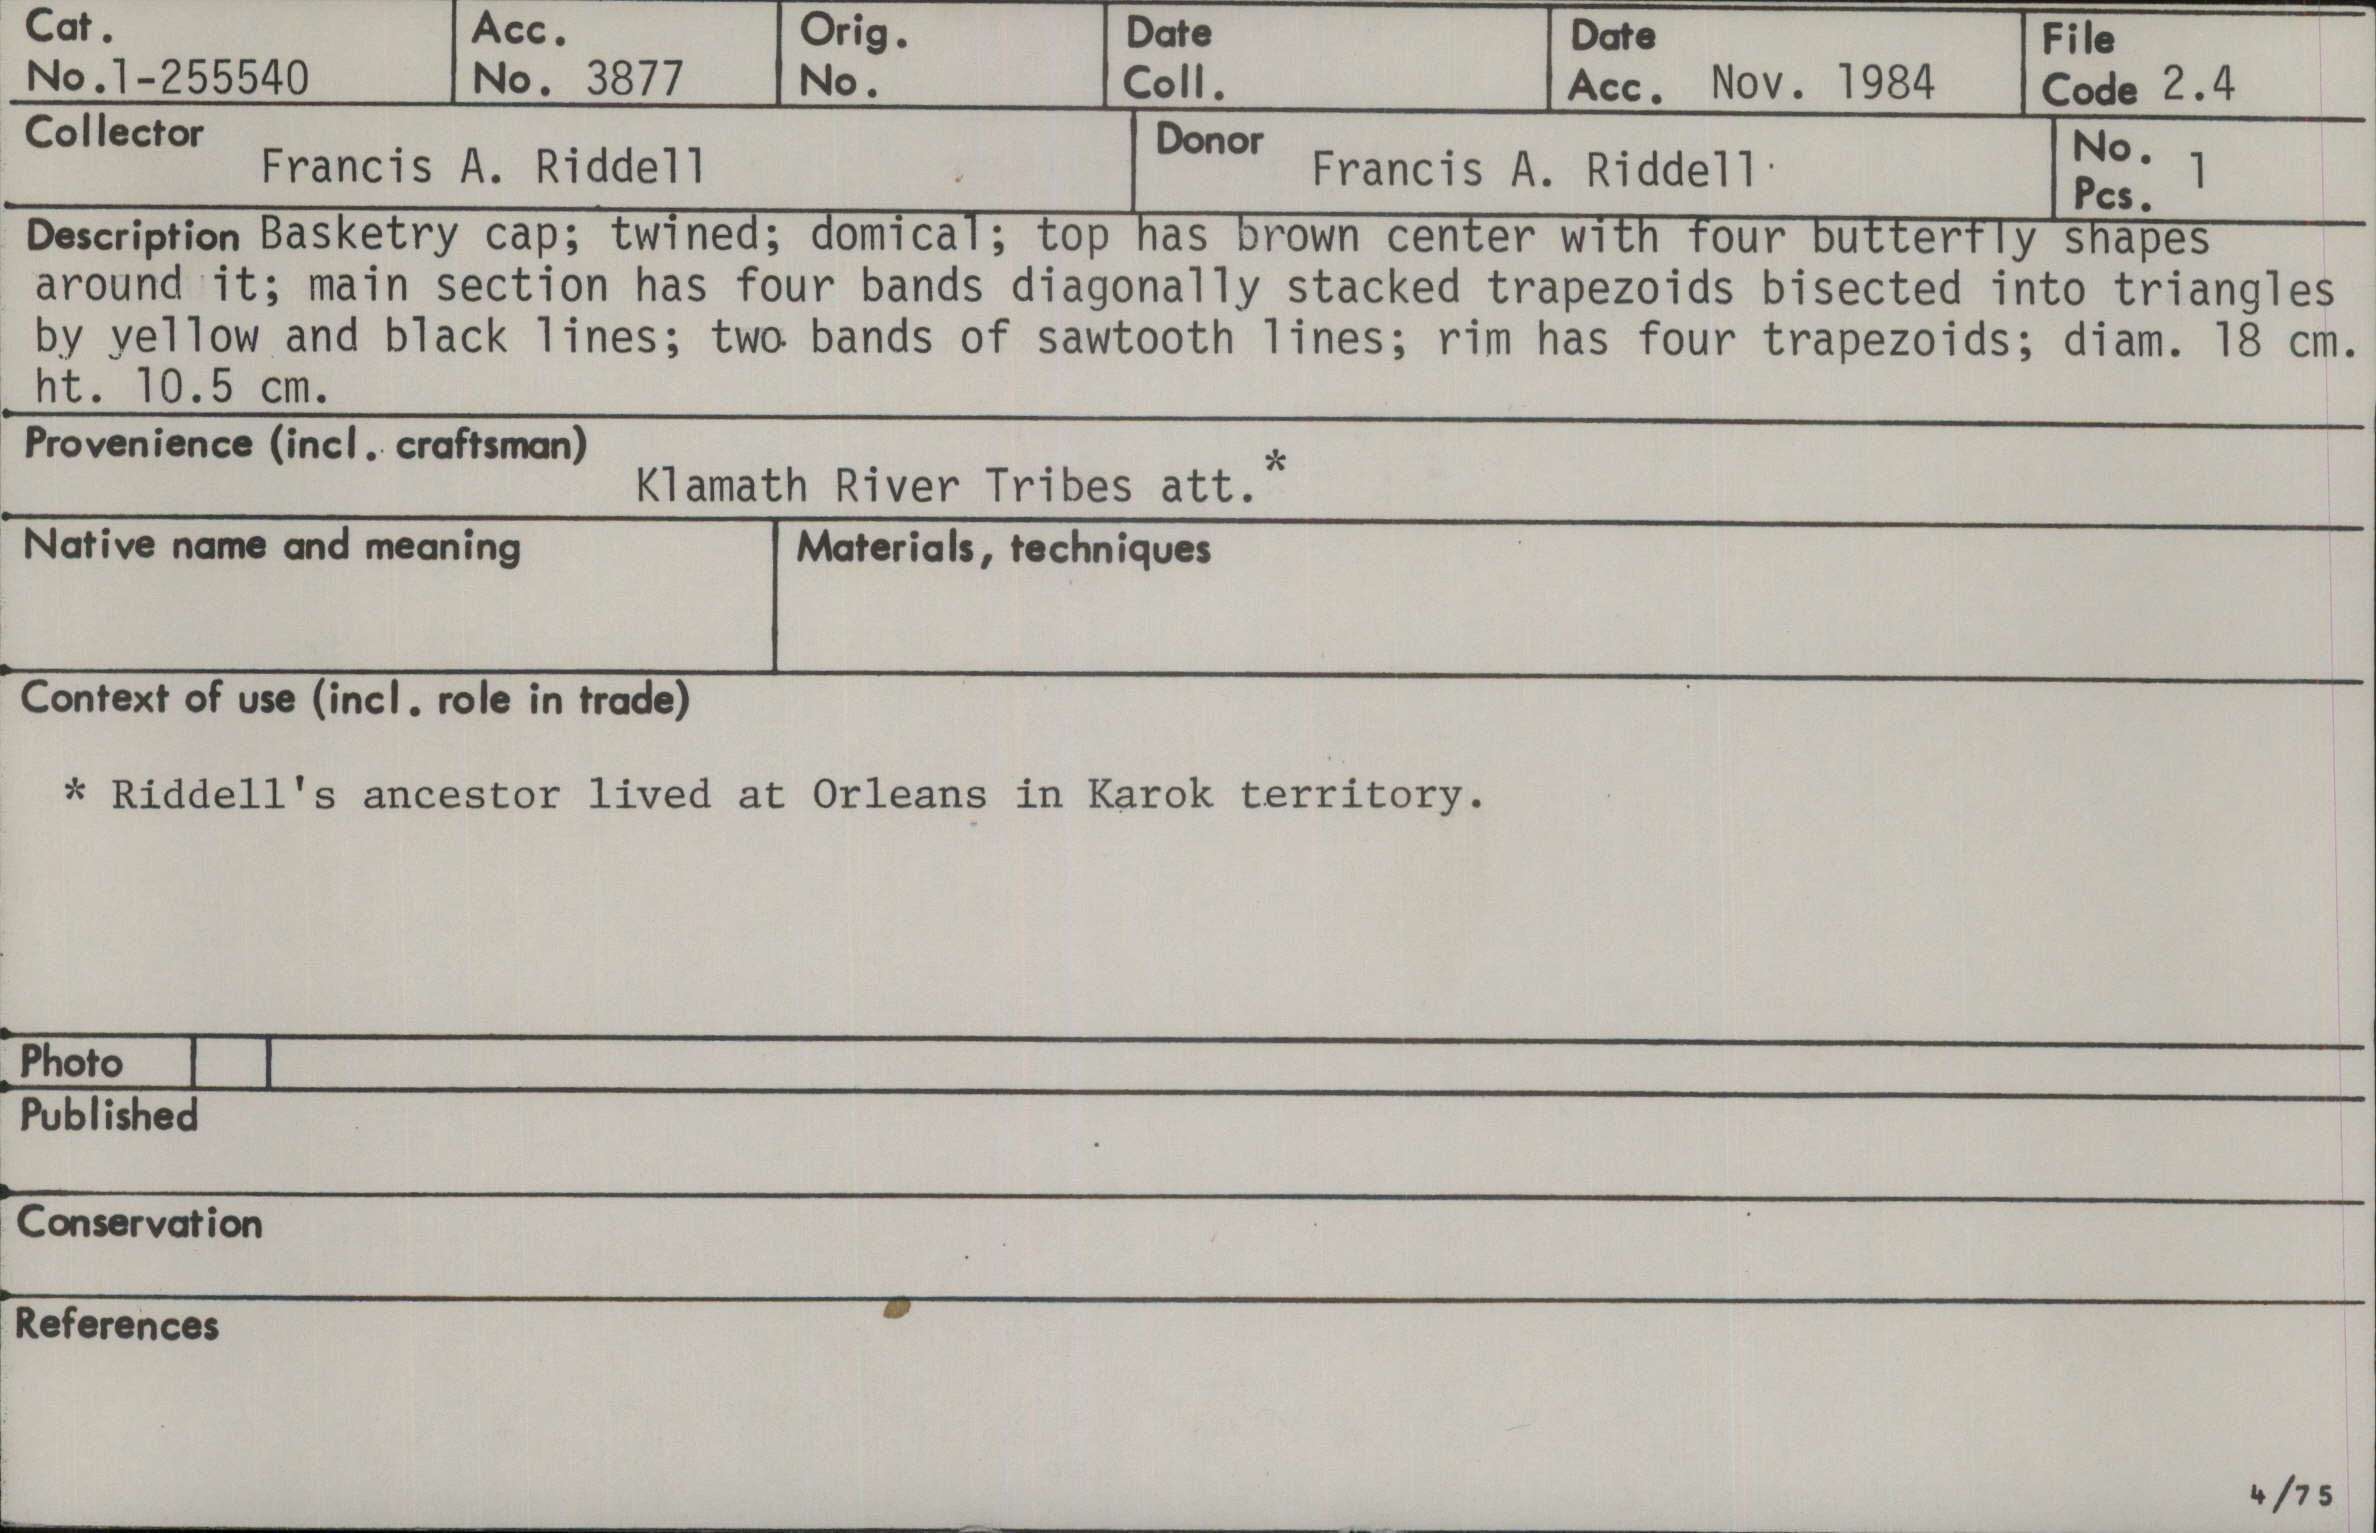 Cat. No. 1-255540
Acc. No. 3877
Orig. No.
Date Coll.
Date Acc. Nov. 1984
File Code 2.4
Collector Francis A. Riddell
Donor Francis A. Riddell
No. Pcs. 1
Description Basketry cap; twined; domical; top has brown center with four butterfly shapes
around it; main section has four bands diagonally stacked trapezoids bisected into triangles
by yellow and black lines; two bands of sawtooth lines; rim has four trapezoids; diam. 18 cm.
ht. 10.5 cm.
Provenience (incl. craftsman)
Klamath River Tribes att.*
Native name and meaning
Materials, techniques
Context of use (incl. role in trade)
* Riddell's ancestor lived at Orleans in Karok territory.
Photo
Published
Conservation
References
4/75